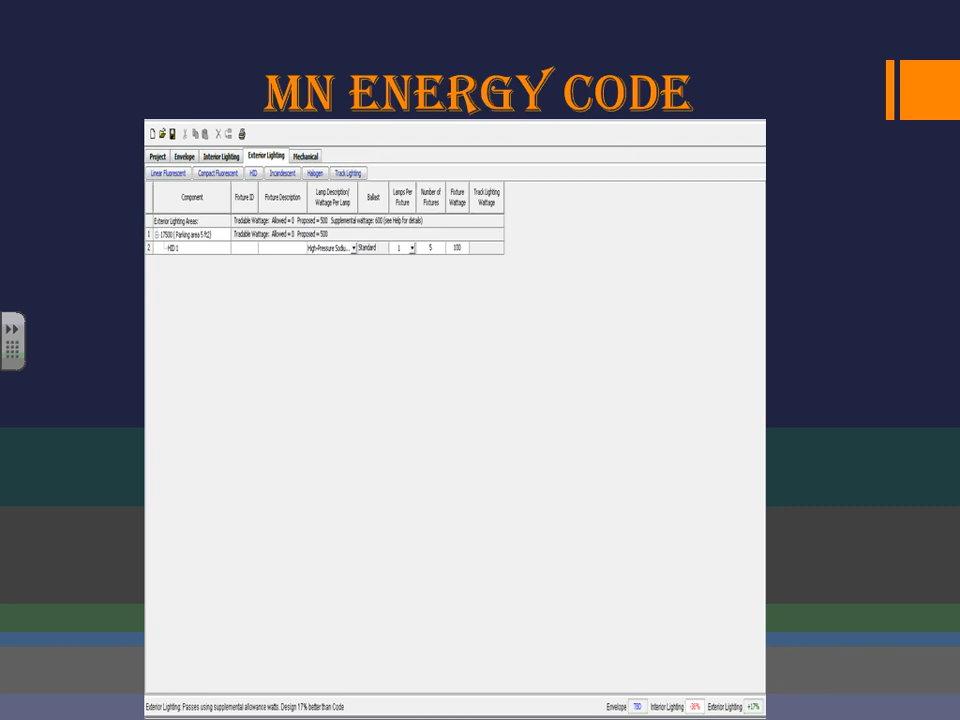 MN ENERGY CODE
Project Envelope Interior Lighting Exterior Lighting Mechanical
Linear Fluorescent Compact Fluorescent HID Incandescent Halogen Track Lighting
Component Fixture ID Fixture Description Lamp Description/ Wattage Per Lamp Ballast Lamps Per Fixture Number of Fixtures Fixture Wattage Track Lighting Wattage
Exterior Lighting Areas: Tradable Wattage: Allowed = 0 Proposed = 500 Supplemental wattage: 600 (see Help for details)
1 17500 ( Parking area 5 ft2) Tradable Wattage: Allowed = 0 Proposed = 500
2 HID 1 High-Pressure Sodiu... Standard 1 5 100
Exterior Lighting: Passes using supplemental allowance watts. Design 17% better than Code Envelope TBD Interior Lighting -36% Exterior Lighting +17%